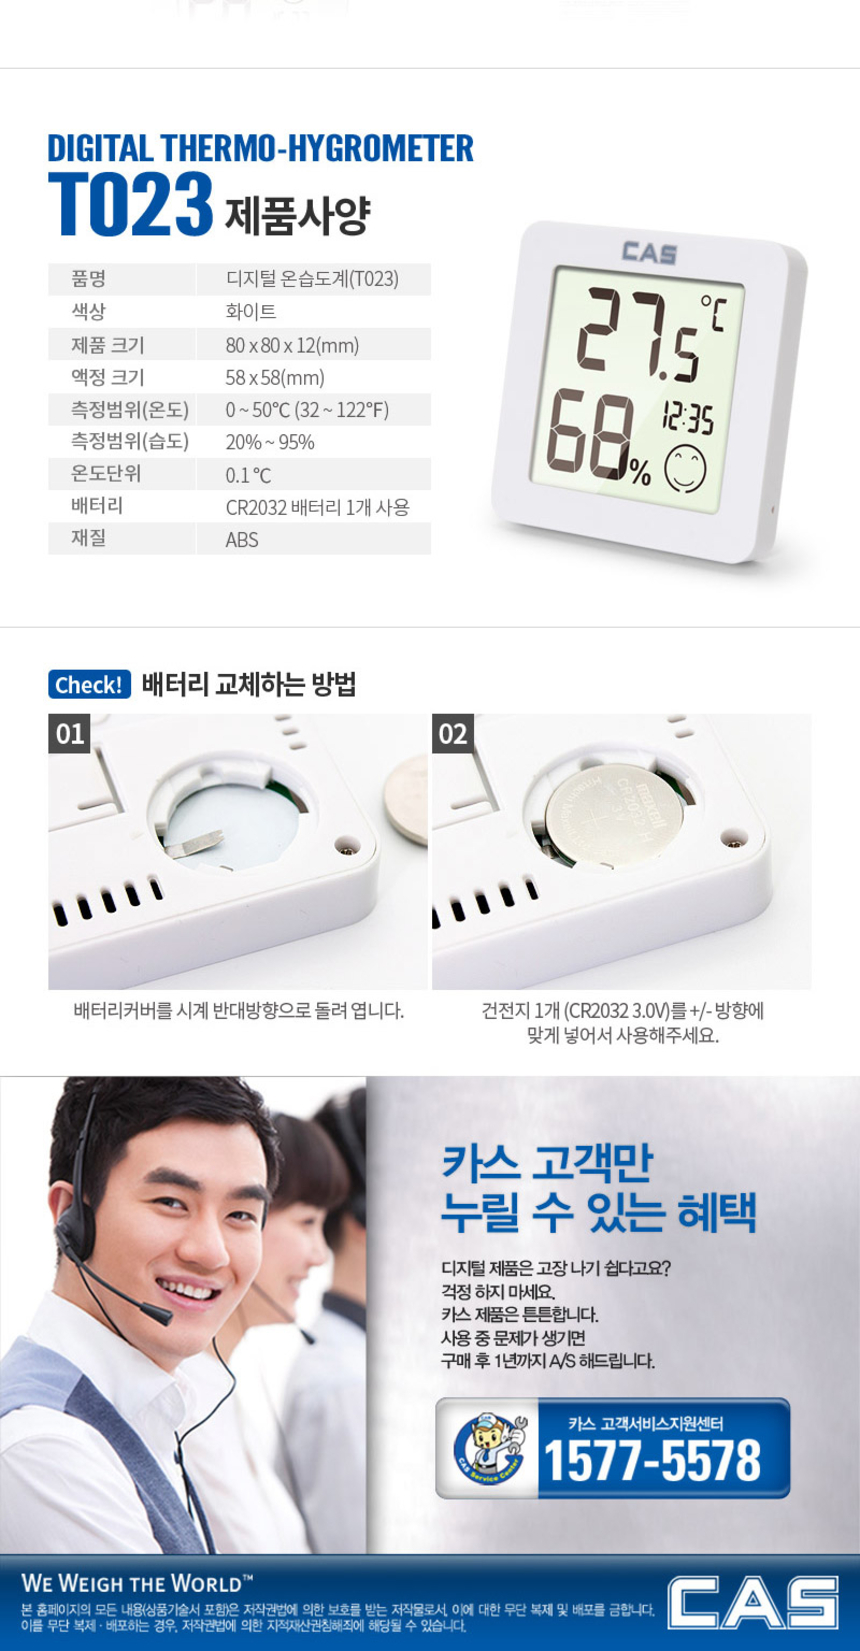 DIGITAL THERMO-HYGROMETER
T023 제품사양
품명 디지털 온습도계(T023)
색상 화이트
제품 크기 80 x 80 x 12(mm)
액정 크기 58 x 58(mm)
측정범위(온도) 0 ~ 50℃ (32 ~ 122℉)
측정범위(습도) 20% ~ 95%
온도단위 0.1 ℃
배터리 CR2032 배터리 1개 사용
재질 ABS
CAS
27.5 ℃
12:35
68%
Check! 배터리 교체하는 방법
01
02
maxell
CR2032
3V
배터리커버를 시계 반대방향으로 돌려 엽니다.
건전지 1개 (CR2032 3.0V)를 +/- 방향에
맞게 넣어서 사용해주세요.
카스 고객만
누릴 수 있는 혜택
디지털 제품은 고장 나기 쉽다고요?
걱정 하지 마세요.
카스 제품은 튼튼합니다.
사용 중 문제가 생기면
구매 후 1년까지 A/S 해드립니다.
CAS Service Center
카스 고객서비스지원센터
1577-5578
WE WEIGH THE WORLD™
본 홈페이지의 모든 내용(상품기술서 포함)은 저작권법에 의한 보호를 받는 저작물로서, 이에 대한 무단 복제 및 배포를 금합니다.
이를 무단 복제 · 배포하는 경우, 저작권법에 의한 지적재산권침해죄에 해당될 수 있습니다.
CAS